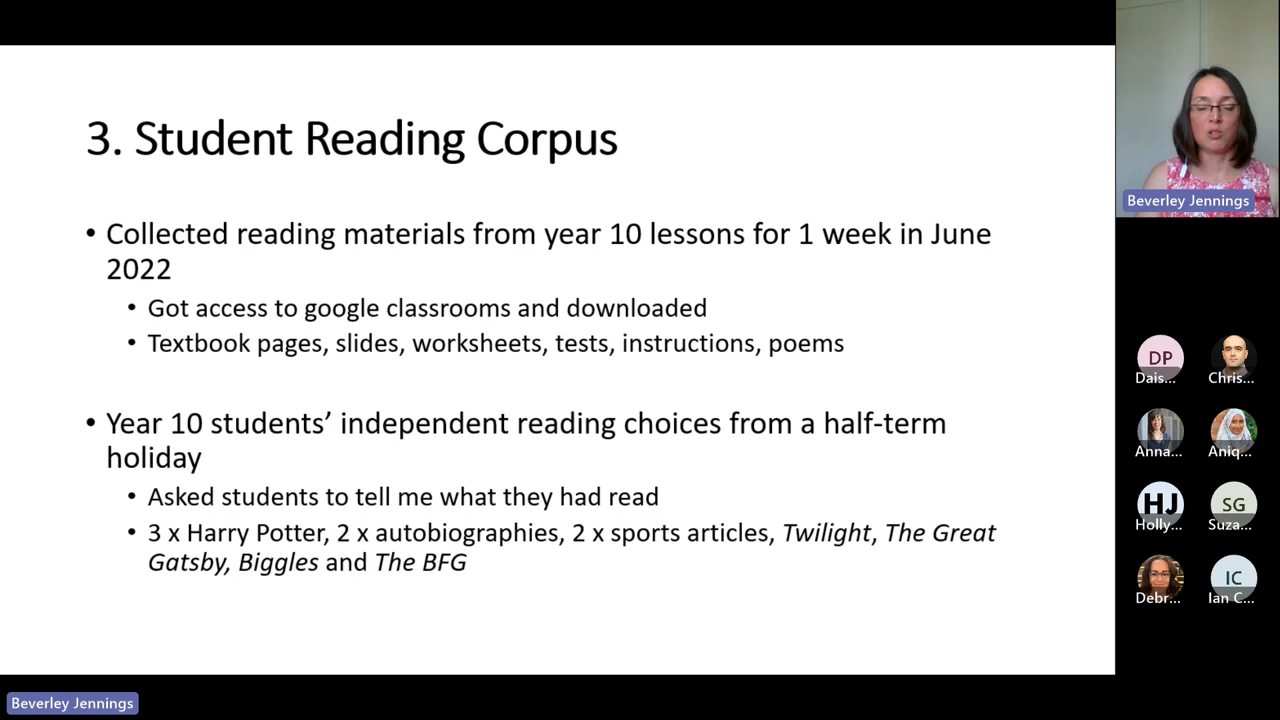 3. Student Reading Corpus
• Collected reading materials from year 10 lessons for 1 week in June
2022
• Got access to google classrooms and downloaded
• Textbook pages, slides, worksheets, tests, instructions, poems
• Year 10 students’ independent reading choices from a half-term
holiday
• Asked students to tell me what they had read
• 3 x Harry Potter, 2 x autobiographies, 2 x sports articles, Twilight, The Great
Gatsby, Biggles and The BFG
Beverley Jennings
DP
Dais...
Chris...
Anna...
Aniq...
HJ
Holly...
SG
Suza...
Debr...
IC
Ian C...
Beverley Jennings